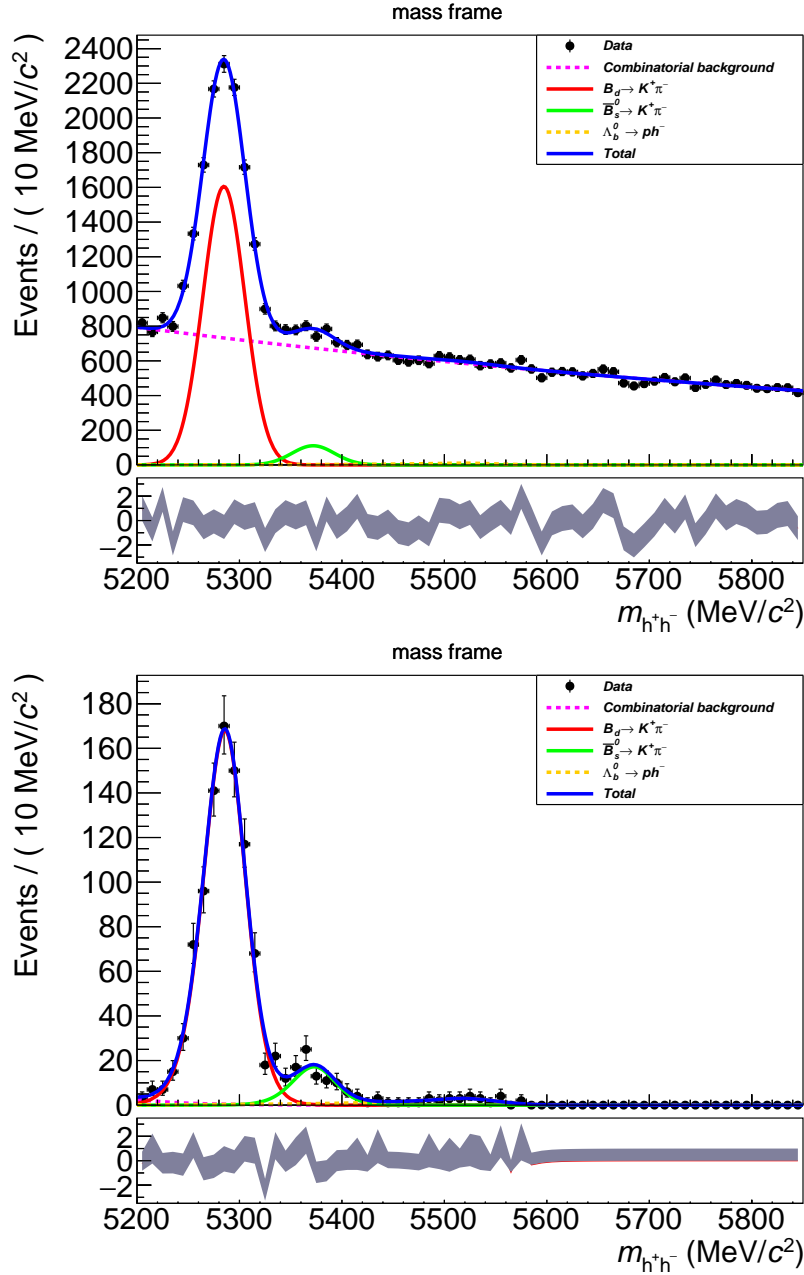 mass frame
Events / ( 10 MeV/c²)
2400
2200
2000
1800
1600
1400
1200
1000
800
600
400
200
0
Data
Combinatorial background
B_d → K⁺π⁻
B̅_s⁰ → K⁺π⁻
Λ_b⁰ → ph⁻
Total
2
0
−2
5200 5300 5400 5500 5600 5700 5800
m_h⁺h⁻ (MeV/c²)
mass frame
Events / ( 10 MeV/c²)
180
160
140
120
100
80
60
40
20
0
Data
Combinatorial background
B_d → K⁺π⁻
B̅_s⁰ → K⁺π⁻
Λ_b⁰ → ph⁻
Total
2
0
−2
5200 5300 5400 5500 5600 5700 5800
m_h⁺h⁻ (MeV/c²)